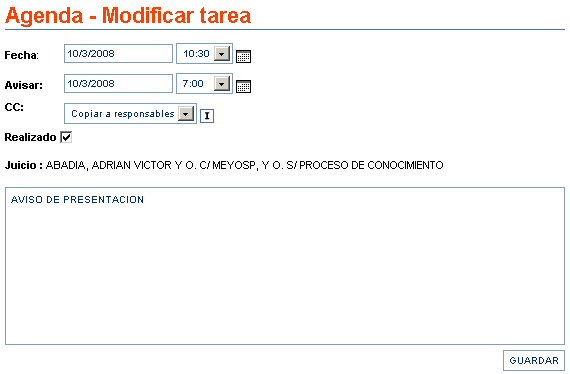 Agenda - Modificar tarea
Fecha: 10/3/2008 10:30
Avisar: 10/3/2008 7:00
CC: Copiar a responsables I
Realizado
Juicio : ABADIA, ADRIAN VICTOR Y O. C/ MEYOSP, Y O. S/ PROCESO DE CONOCIMIENTO
AVISO DE PRESENTACION
GUARDAR